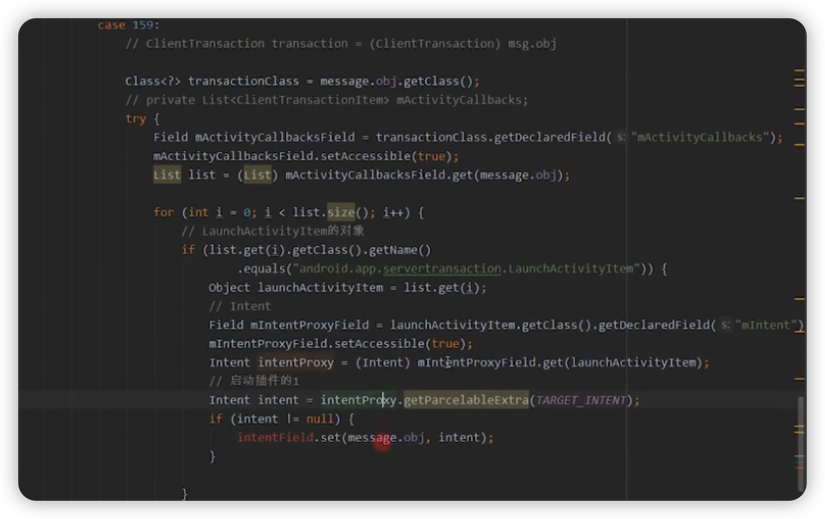 case 159:
// ClientTransaction transaction = (ClientTransaction) msg.obj
Class<?> transactionClass = message.obj.getClass();
// private List<ClientTransactionItem> mActivityCallbacks;
try {
Field mActivityCallbacksField = transactionClass.getDeclaredField( s: "mActivityCallbacks");
mActivityCallbacksField.setAccessible(true);
List list = (List) mActivityCallbacksField.get(message.obj);
for (int i = 0; i < list.size(); i++) {
// LaunchActivityItem的对象
if (list.get(i).getClass().getName()
.equals("android.app.servertransaction.LaunchActivityItem")) {
Object launchActivityItem = list.get(i);
// Intent
Field mIntentProxyField = launchActivityItem.getClass().getDeclaredField( s: "mIntent")
mIntentProxyField.setAccessible(true);
Intent intentProxy = (Intent) mIntentProxyField.get(launchActivityItem);
// 启动插件的1
Intent intent = intentProxy.getParcelableExtra(TARGET_INTENT);
if (intent != null) {
intentField.set(message.obj, intent);
}
}